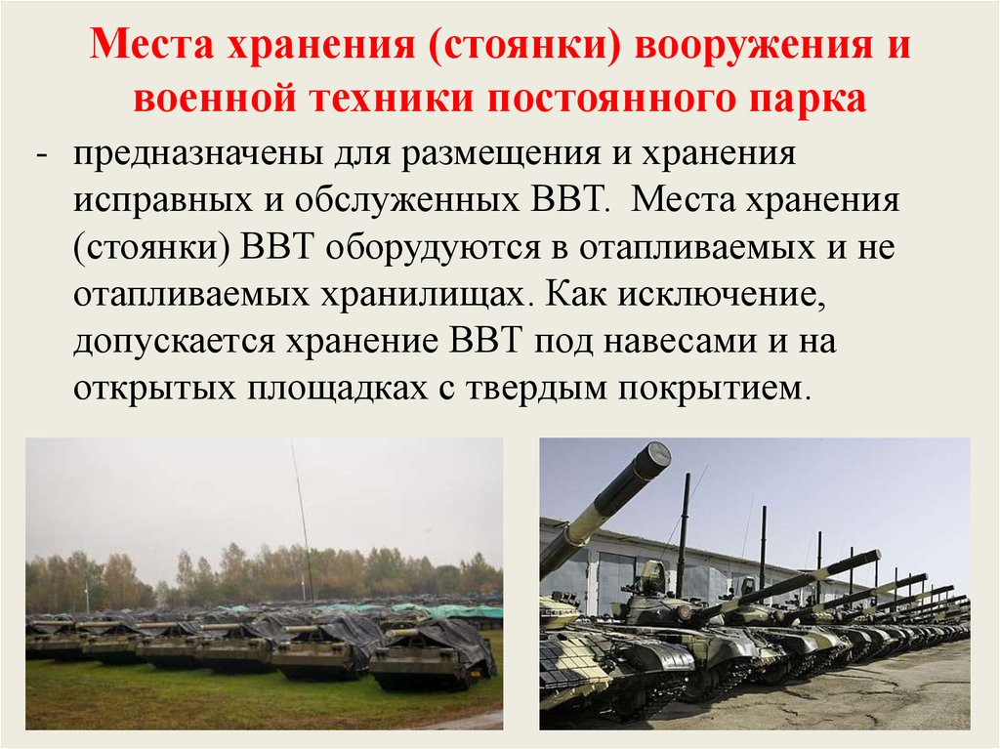 Места хранения (стоянки) вооружения и
военной техники постоянного парка
- предназначены для размещения и хранения
исправных и обслуженных ВВТ. Места хранения
(стоянки) ВВТ оборудуются в отапливаемых и не
отапливаемых хранилищах. Как исключение,
допускается хранение ВВТ под навесами и на
открытых площадках с твердым покрытием.